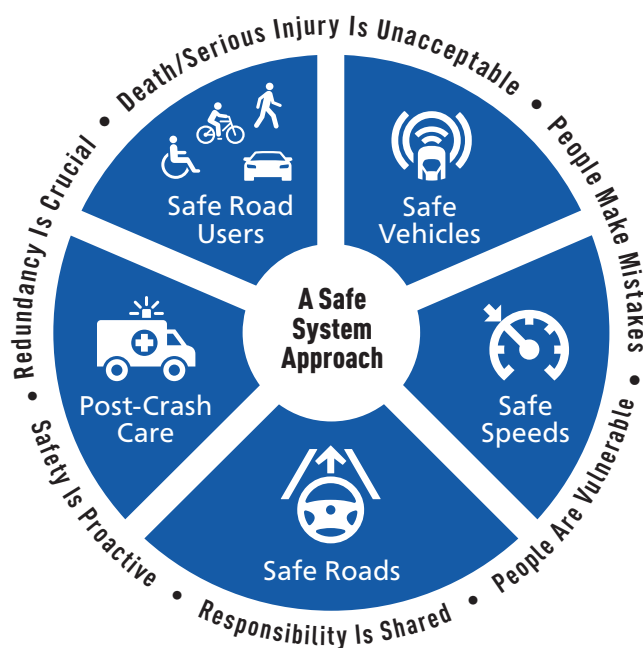 Death/Serious Injury Is Unacceptable
•
People Make Mistakes
•
People Are Vulnerable
•
Responsibility Is Shared
•
Safety Is Proactive
•
Redundancy Is Crucial
•
Safe Road
Users
Safe
Vehicles
A Safe
System
Approach
Post-Crash
Care
Safe
Speeds
Safe Roads